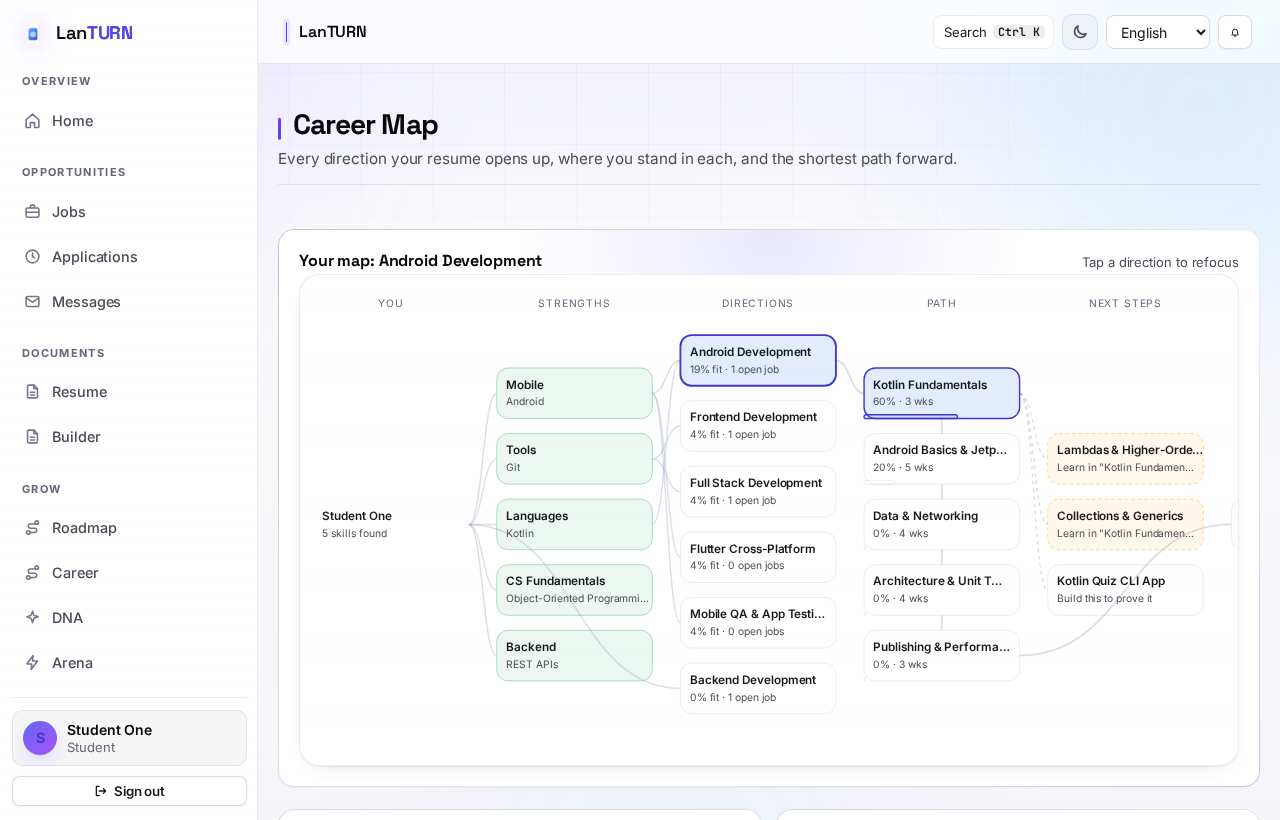 LanTURN
OVERVIEW
Home
OPPORTUNITIES
Jobs
Applications
Messages
DOCUMENTS
Resume
Builder
GROW
Roadmap
Career
DNA
Arena
S
Student One
Student
Sign out
LanTURN
Search Ctrl K
English
Career Map
Every direction your resume opens up, where you stand in each, and the shortest path forward.
Your map: Android Development
Tap a direction to refocus
YOU
STRENGTHS
DIRECTIONS
PATH
NEXT STEPS
Student One
5 skills found
Mobile
Android
Tools
Git
Languages
Kotlin
CS Fundamentals
Object-Oriented Programmi...
Backend
REST APIs
Android Development
19% fit · 1 open job
Frontend Development
4% fit · 1 open job
Full Stack Development
4% fit · 1 open job
Flutter Cross-Platform
4% fit · 0 open jobs
Mobile QA & App Testi...
4% fit · 0 open jobs
Backend Development
0% fit · 1 open job
Kotlin Fundamentals
60% · 3 wks
Android Basics & Jetp...
20% · 5 wks
Data & Networking
0% · 4 wks
Architecture & Unit T...
0% · 4 wks
Publishing & Performa...
0% · 3 wks
Lambdas & Higher-Orde...
Learn in "Kotlin Fundamen...
Collections & Generics
Learn in "Kotlin Fundamen...
Kotlin Quiz CLI App
Build this to prove it